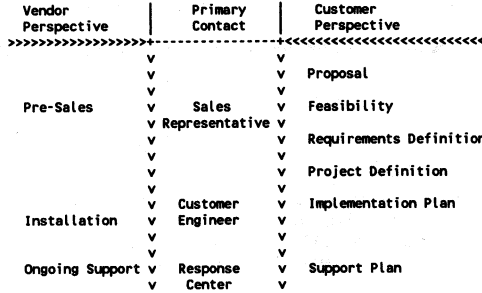 Vendor | Primary | Customer
Perspective | Contact | Perspective
>>>>>>>>>>>>>>>>>>+----------------+<<<<<<<<<<<<<<<<<<<<<<<<<
v v
v v Proposal
v v
Pre-Sales v Sales v Feasibility
v Representative v
v v Requirements Definition
v v
v v Project Definition
v v
v Customer v Implementation Plan
Installation v Engineer v
v v
v v
Ongoing Support v Response v Support Plan
v Center v